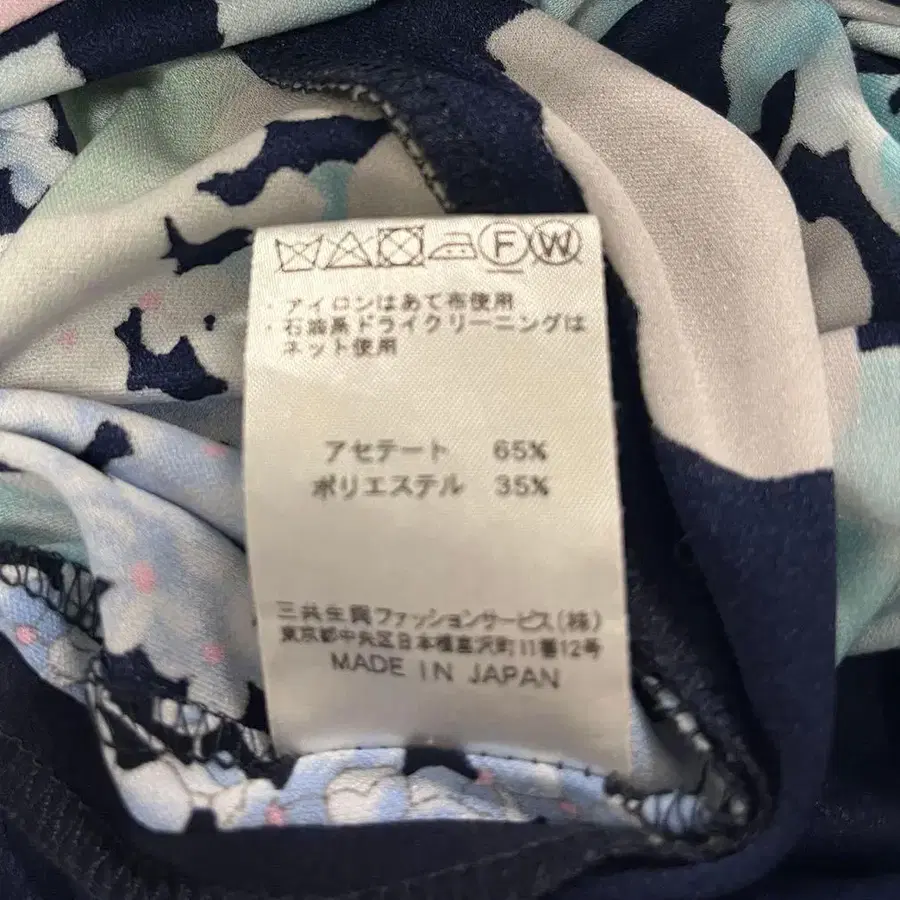 F W
・アイロンはあて布使用
・石油系ドライクリーニングは
ネット使用
アセテート 65%
ポリエステル 35%
三共生興ファッションサービス(株)
東京都中央区日本橋富沢町11番12号
MADE IN JAPAN